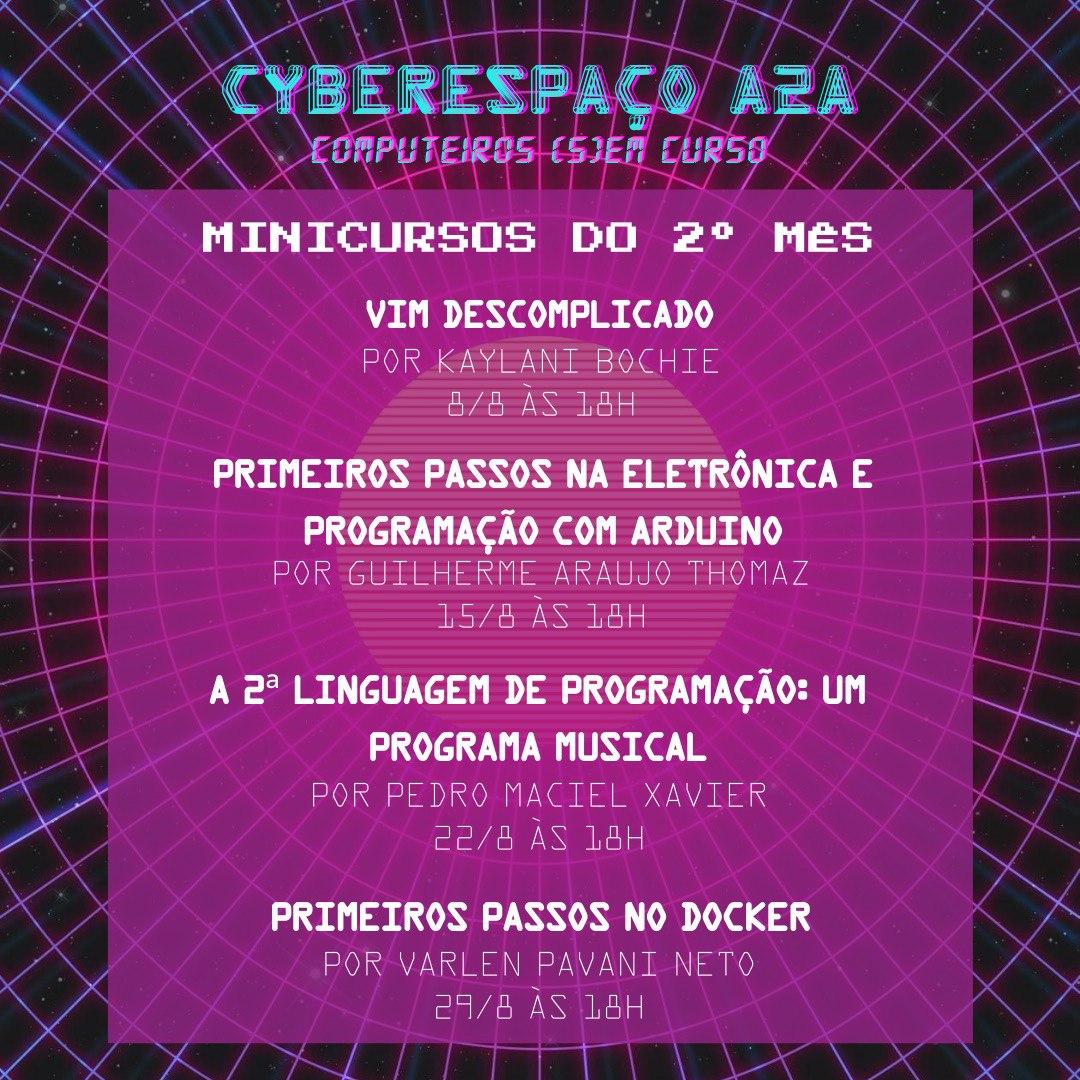 CYBERESPAÇO A2A
COMPUTEIROS (S)EM CURSO
MINICURSOS DO 2º MÊS
VIM DESCOMPLICADO
POR KAYLANI BOCHIE
8/8 ÀS 18H
PRIMEIROS PASSOS NA ELETRÔNICA E
PROGRAMAÇÃO COM ARDUINO
POR GUILHERME ARAUJO THOMAZ
15/8 ÀS 18H
A 2ª LINGUAGEM DE PROGRAMAÇÃO: UM
PROGRAMA MUSICAL
POR PEDRO MACIEL XAVIER
22/8 ÀS 18H
PRIMEIROS PASSOS NO DOCKER
POR VARLEN PAVANI NETO
29/8 ÀS 18H